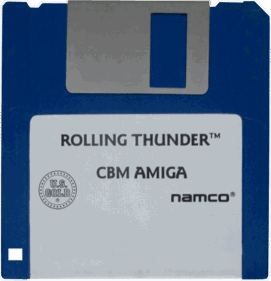 ROLLING THUNDER™
CBM AMIGA
U.S. GOLD
namco®